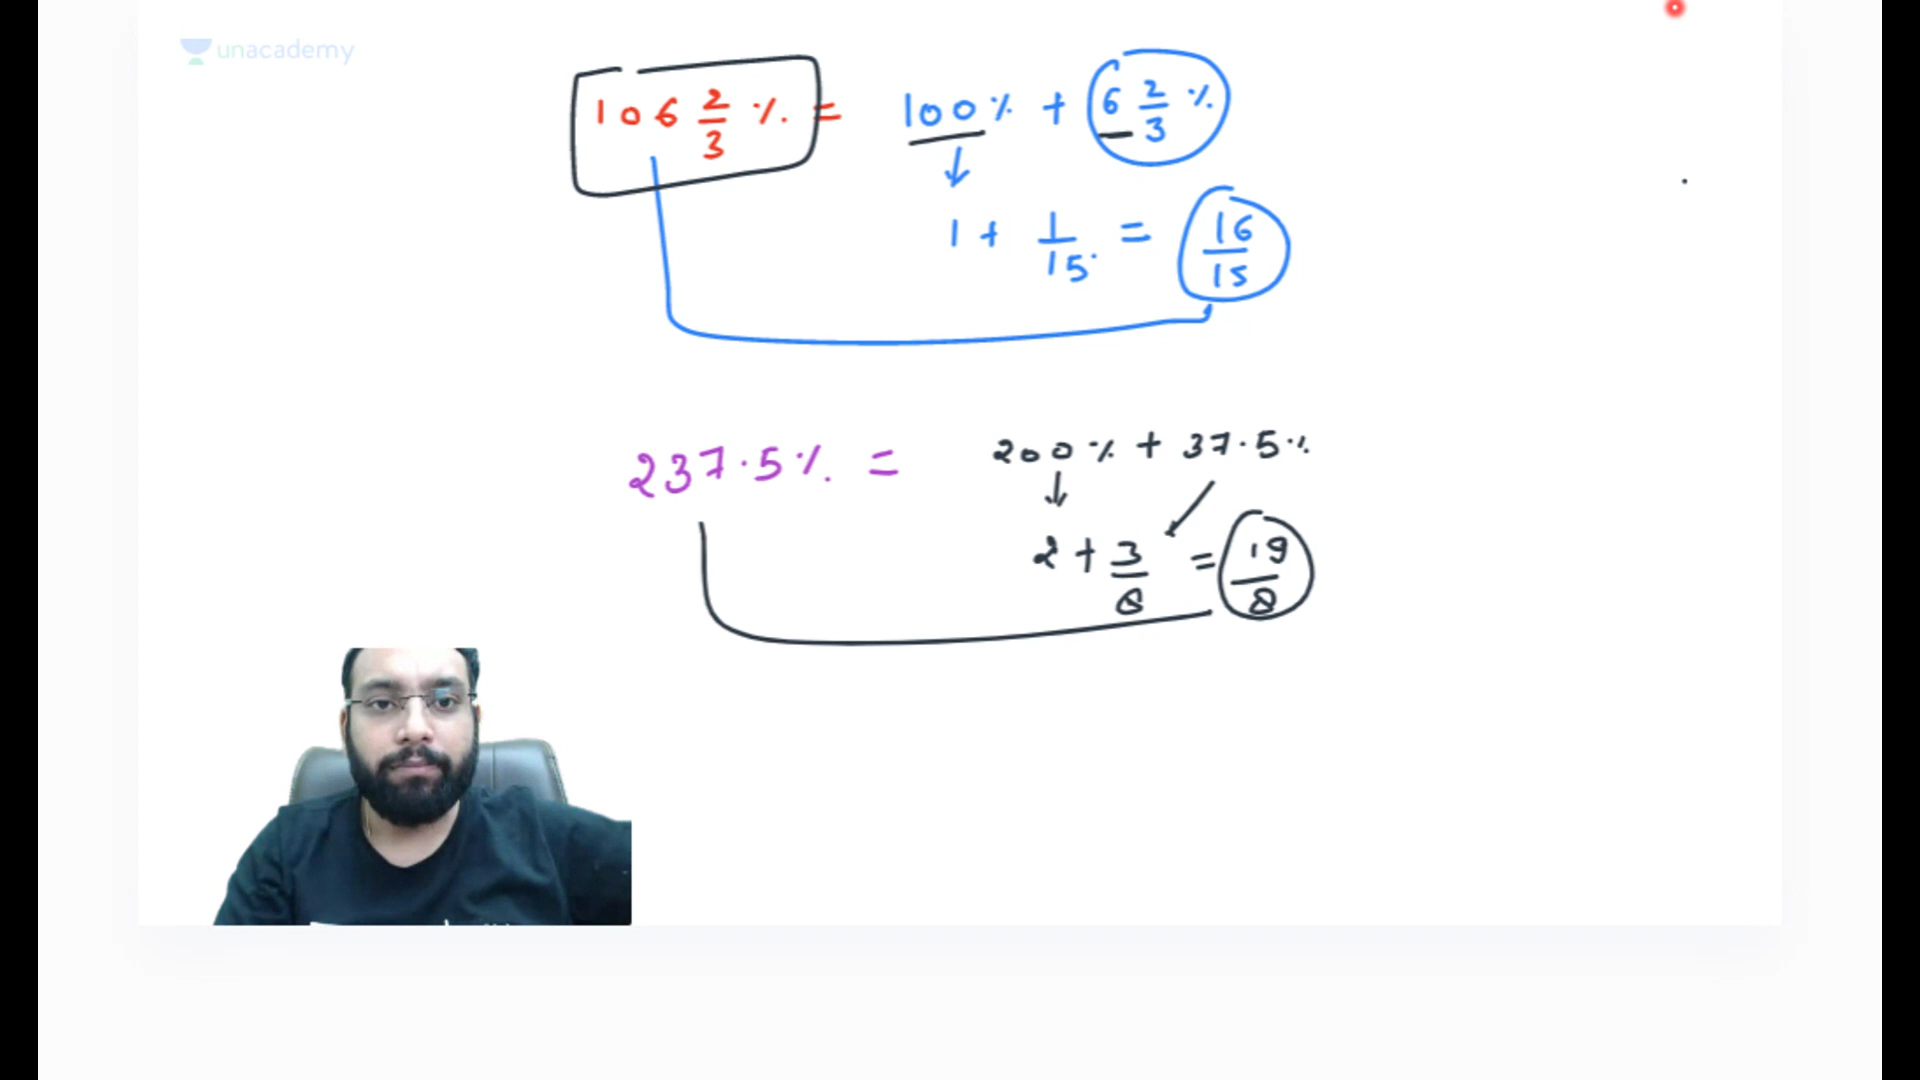 unacademy
106 2/3 % = 100% + 6 2/3 %
1 + 1/15 = 16/15
237.5% = 200% + 37.5%
2 + 3/8 = 19/8